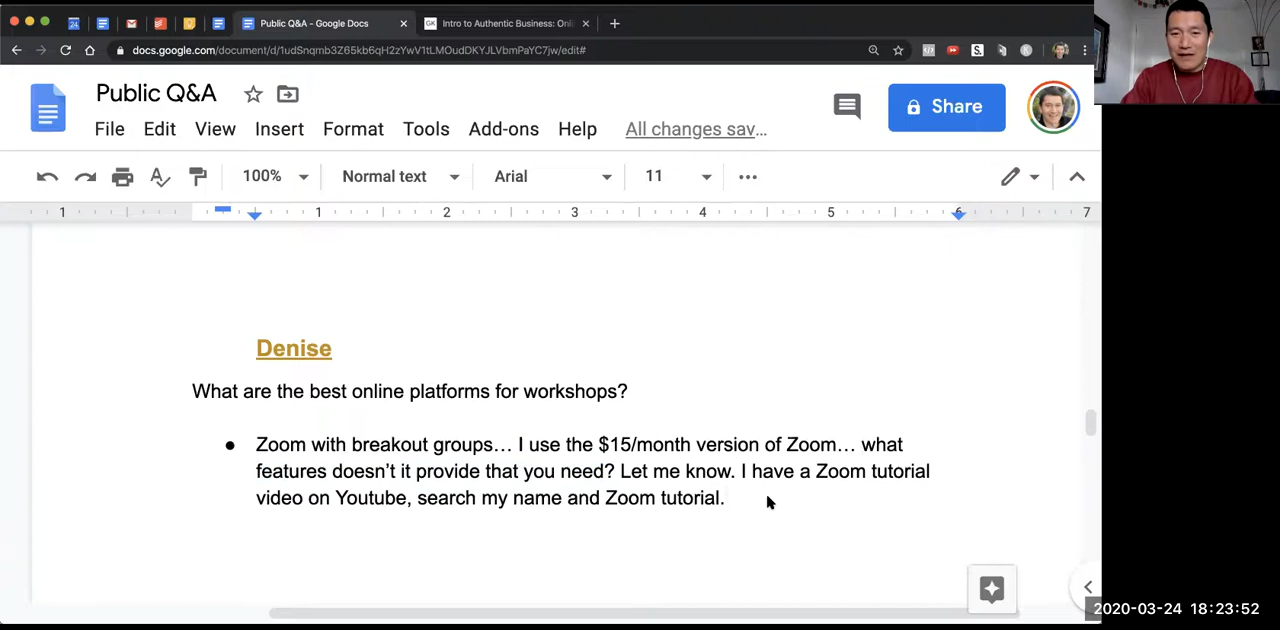 24
Public Q&A - Google Docs
GK
Intro to Authentic Business: Onli
docs.google.com/document/d/
/edit#
S
K
Public Q&A
Share
File Edit View Insert Format Tools Add-ons Help All changes sav…
100% Normal text Arial 11
1 1 2 3 4 5 6 7
Denise
What are the best online platforms for workshops?
● Zoom with breakout groups… I use the $15/month version of Zoom… what
features doesn’t it provide that you need? Let me know. I have a Zoom tutorial
video on Youtube, search my name and Zoom tutorial.
2020-03-24 18:23:52